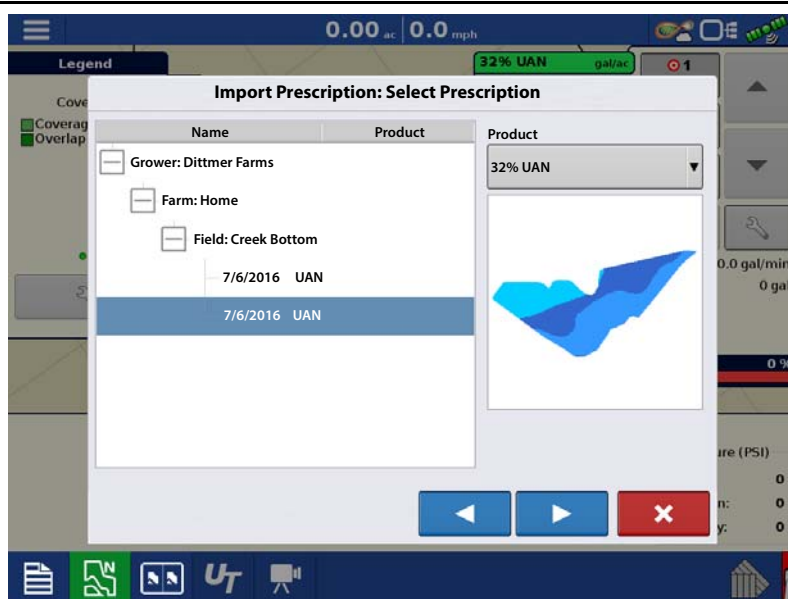 0.00 ac 0.0 mph
Legend
32% UAN gal/ac
1
Import Prescription: Select Prescription
Cove
Coverag
Overlap
Name Product
Product
Grower: Dittmer Farms
32% UAN
Farm: Home
Field: Creek Bottom
7/6/2016 UAN
0.0 gal/min
0 ga
7/6/2016 UAN
0 %
ure (PSI)
0
n: 0
y: 0
N
UT